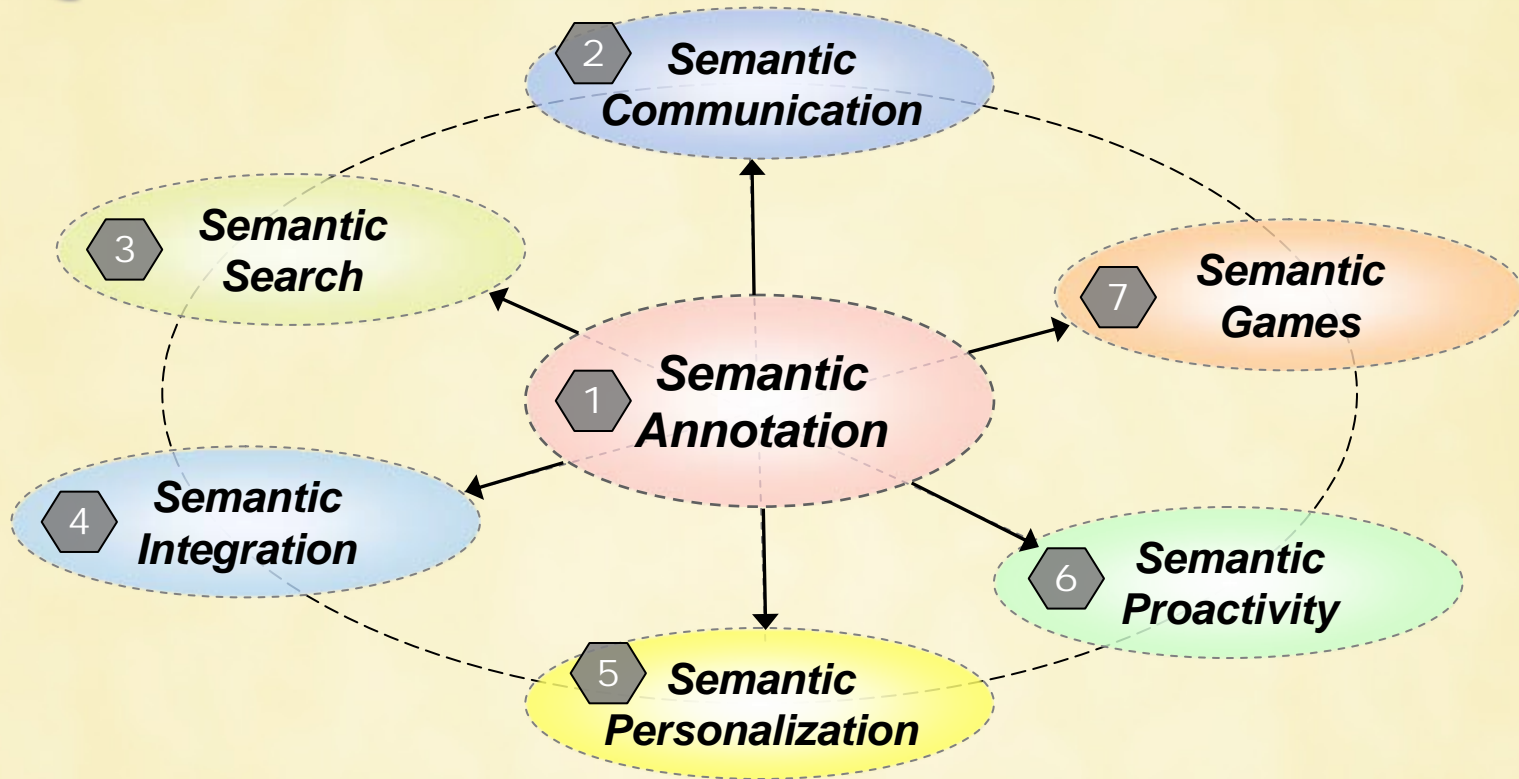 2
Semantic
Communication
3
Semantic
Search
7
Semantic
Games
1
Semantic
Annotation
4
Semantic
Integration
6
Semantic
Proactivity
5
Semantic
Personalization